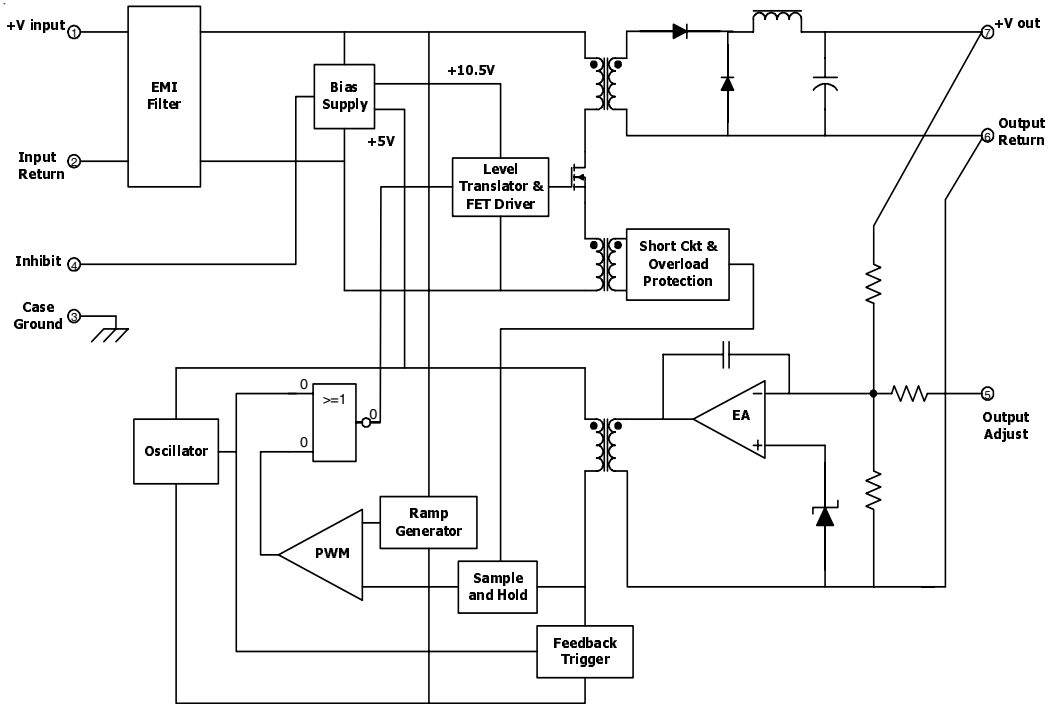 +V input
1
EMI
Filter
Bias
Supply
+10.5V
+5V
7
+V out
Input
Return
2
Level
Translator &
FET Driver
6
Output
Return
Inhibit
4
Short Ckt &
Overload
Protection
Case
Ground
3
0
>=1
0
0
Oscillator
EA
−
+
5
Output
Adjust
Ramp
Generator
PWM
Sample
and Hold
Feedback
Trigger